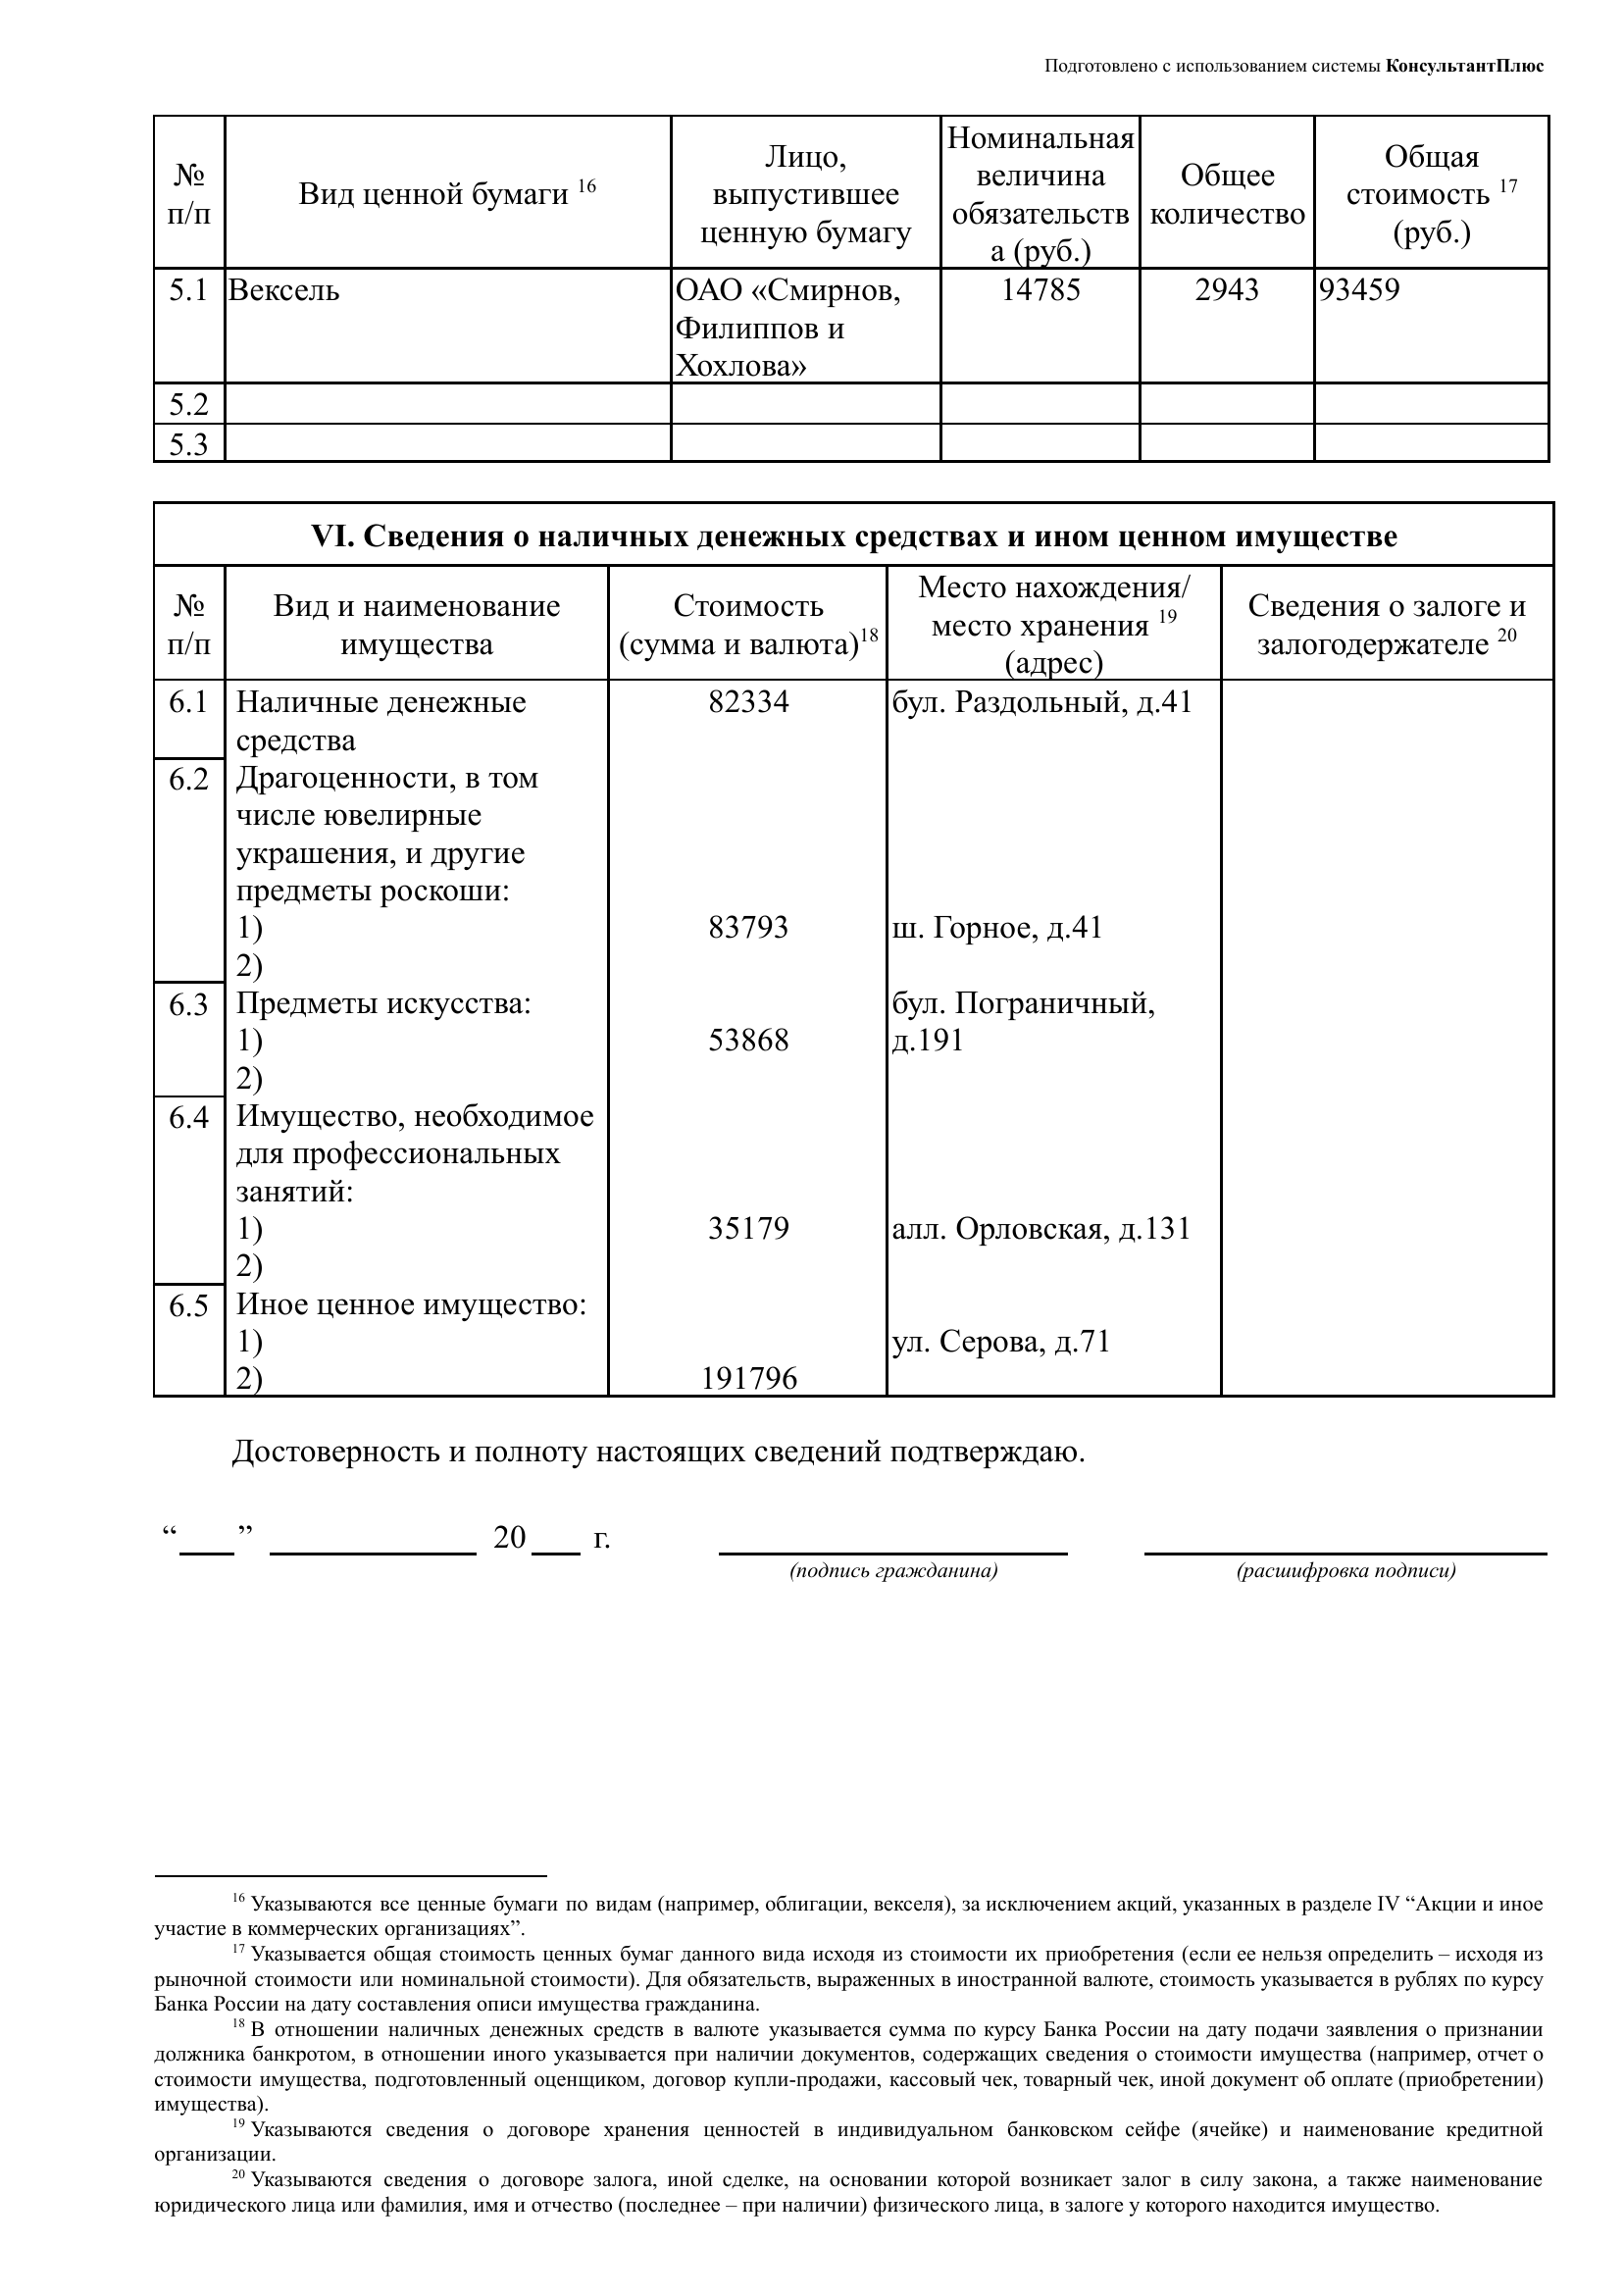 Подготовлено с использованием системы КонсультантПлюс
№ п/п
Вид ценной бумаги 16
Лицо, выпустившее ценную бумагу
Номинальная величина обязательств а (руб.)
Общее количество
Общая стоимость 17 (руб.)
5.1 Вексель ОАО «Смирнов, 14785 2943 93459
Филиппов и
Хохлова»
5.2
5.3
VI. Сведения о наличных денежных средствах и ином ценном имуществе
№ п/п
Вид и наименование имущества
Стоимость (сумма и валюта)18
Место нахождения/ место хранения 19 (адрес)
Сведения о залоге и залогодержателе 20
6.1 Наличные денежные 82334 бул. Раздольный, д.41
средства
6.2 Драгоценности, в том
числе ювелирные
украшения, и другие
предметы роскоши:
1) 83793 ш. Горное, д.41
2)
6.3 Предметы искусства: бул. Пограничный,
1) 53868 д.191
2)
6.4 Имущество, необходимое
для профессиональных
занятий:
1) 35179 алл. Орловская, д.131
2)
6.5 Иное ценное имущество:
1) ул. Серова, д.71
2) 191796
Достоверность и полноту настоящих сведений подтверждаю.
“___” ____________ 20 ___ г.
(подпись гражданина) (расшифровка подписи)
16 Указываются все ценные бумаги по видам (например, облигации, векселя), за исключением акций, указанных в разделе IV “Акции и иное
участие в коммерческих организациях”.
17 Указывается общая стоимость ценных бумаг данного вида исходя из стоимости их приобретения (если ее нельзя определить – исходя из
рыночной стоимости или номинальной стоимости). Для обязательств, выраженных в иностранной валюте, стоимость указывается в рублях по курсу
Банка России на дату составления описи имущества гражданина.
18 В отношении наличных денежных средств в валюте указывается сумма по курсу Банка России на дату подачи заявления о признании
должника банкротом, в отношении иного указывается при наличии документов, содержащих сведения о стоимости имущества (например, отчет о
стоимости имущества, подготовленный оценщиком, договор купли-продажи, кассовый чек, товарный чек, иной документ об оплате (приобретении)
имущества).
19 Указываются сведения о договоре хранения ценностей в индивидуальном банковском сейфе (ячейке) и наименование кредитной
организации.
20 Указываются сведения о договоре залога, иной сделке, на основании которой возникает залог в силу закона, а также наименование
юридического лица или фамилия, имя и отчество (последнее – при наличии) физического лица, в залоге у которого находится имущество.